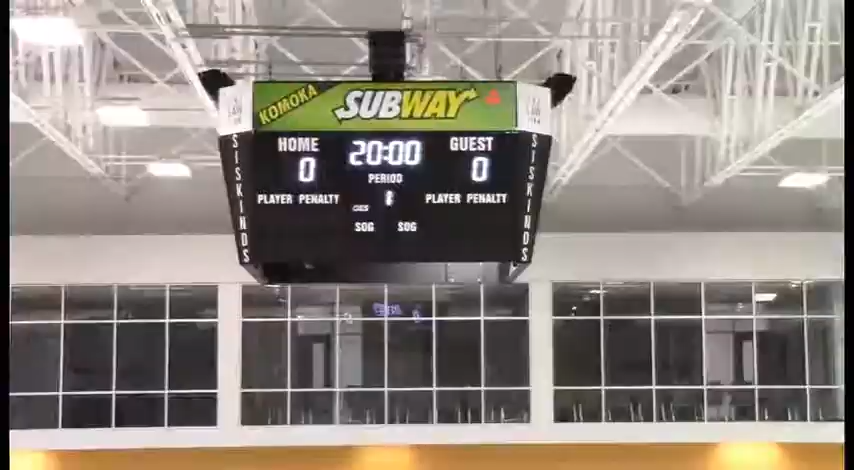 KOMOKA SUBWAY
HOME 20:00 GUEST
0 PERIOD 0
PLAYER PENALTY PLAYER PENALTY
SOG SOG
SISKINDS
SISKINDS